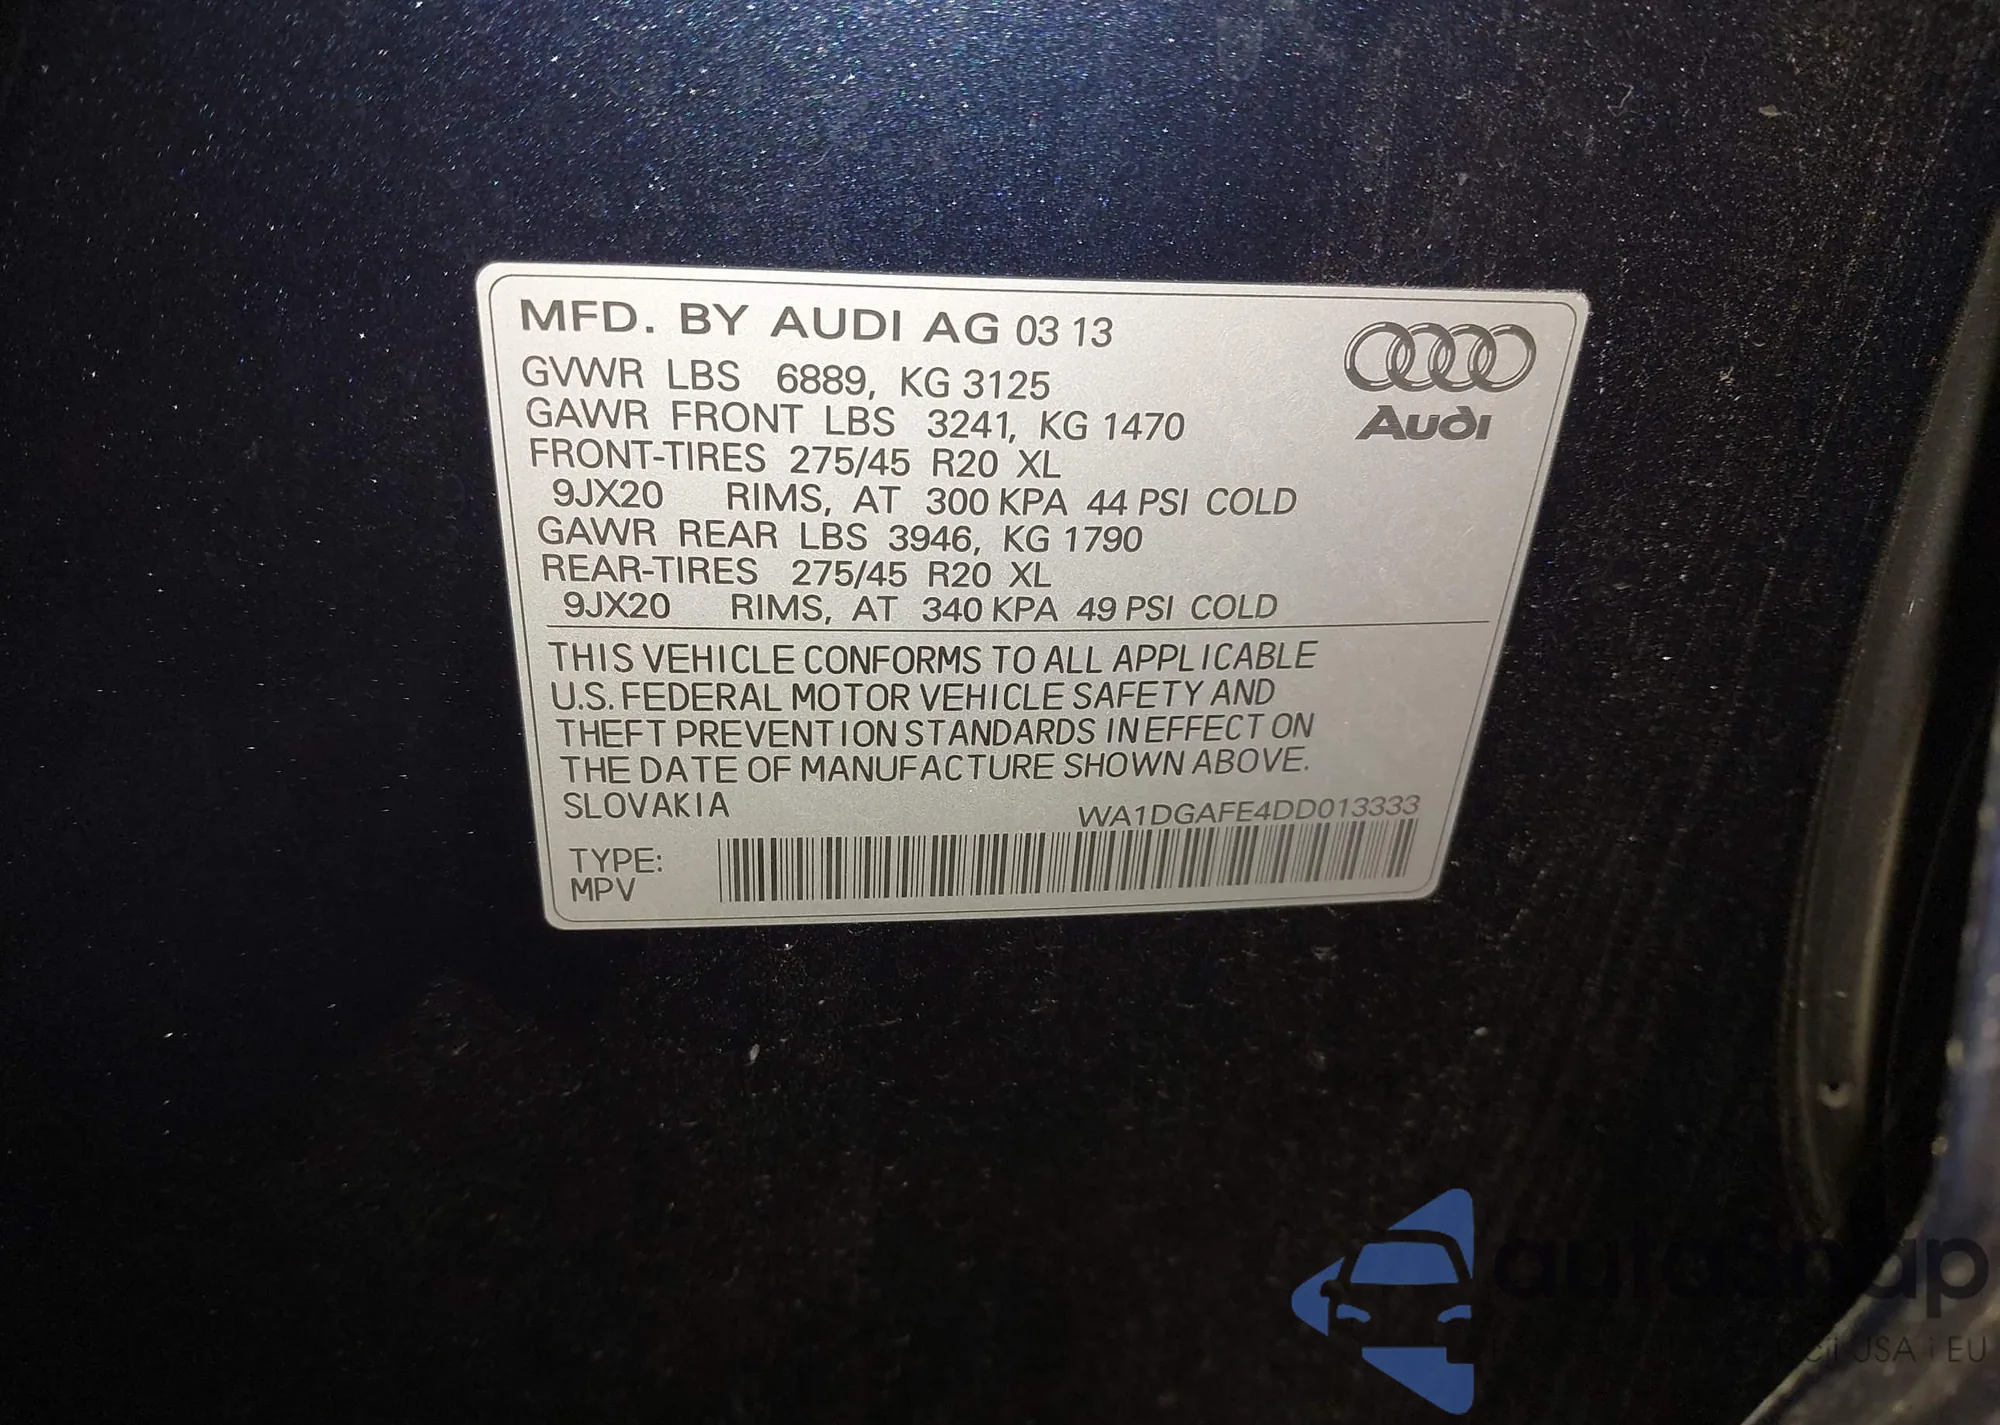 MFD. BY AUDI AG 03 13
GVWR LBS 6889, KG 3125
GAWR FRONT LBS 3241, KG 1470
FRONT-TIRES 275/45 R20 XL
9JX20 RIMS, AT 300 KPA 44 PSI COLD
GAWR REAR LBS 3946, KG 1790
REAR-TIRES 275/45 R20 XL
9JX20 RIMS, AT 340 KPA 49 PSI COLD
Audi
THIS VEHICLE CONFORMS TO ALL APPLICABLE
U.S. FEDERAL MOTOR VEHICLE SAFETY AND
THEFT PREVENTION STANDARDS IN EFFECT ON
THE DATE OF MANUFACTURE SHOWN ABOVE.
SLOVAKIA
WA1DGAFE4DD013333
TYPE:
MPV
autosnap
USA i EU